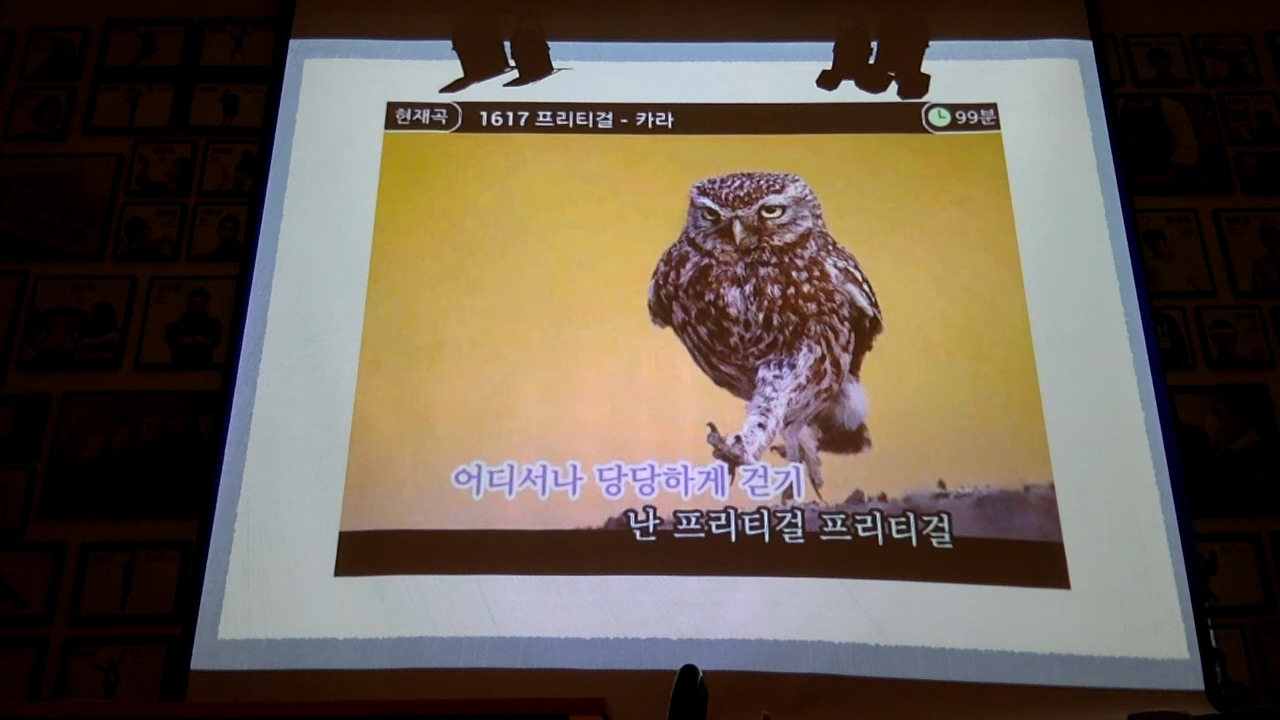 현재곡 1617 프리티걸 - 카라 99분
어디서나 당당하게 걷기
난 프리티걸 프리티걸